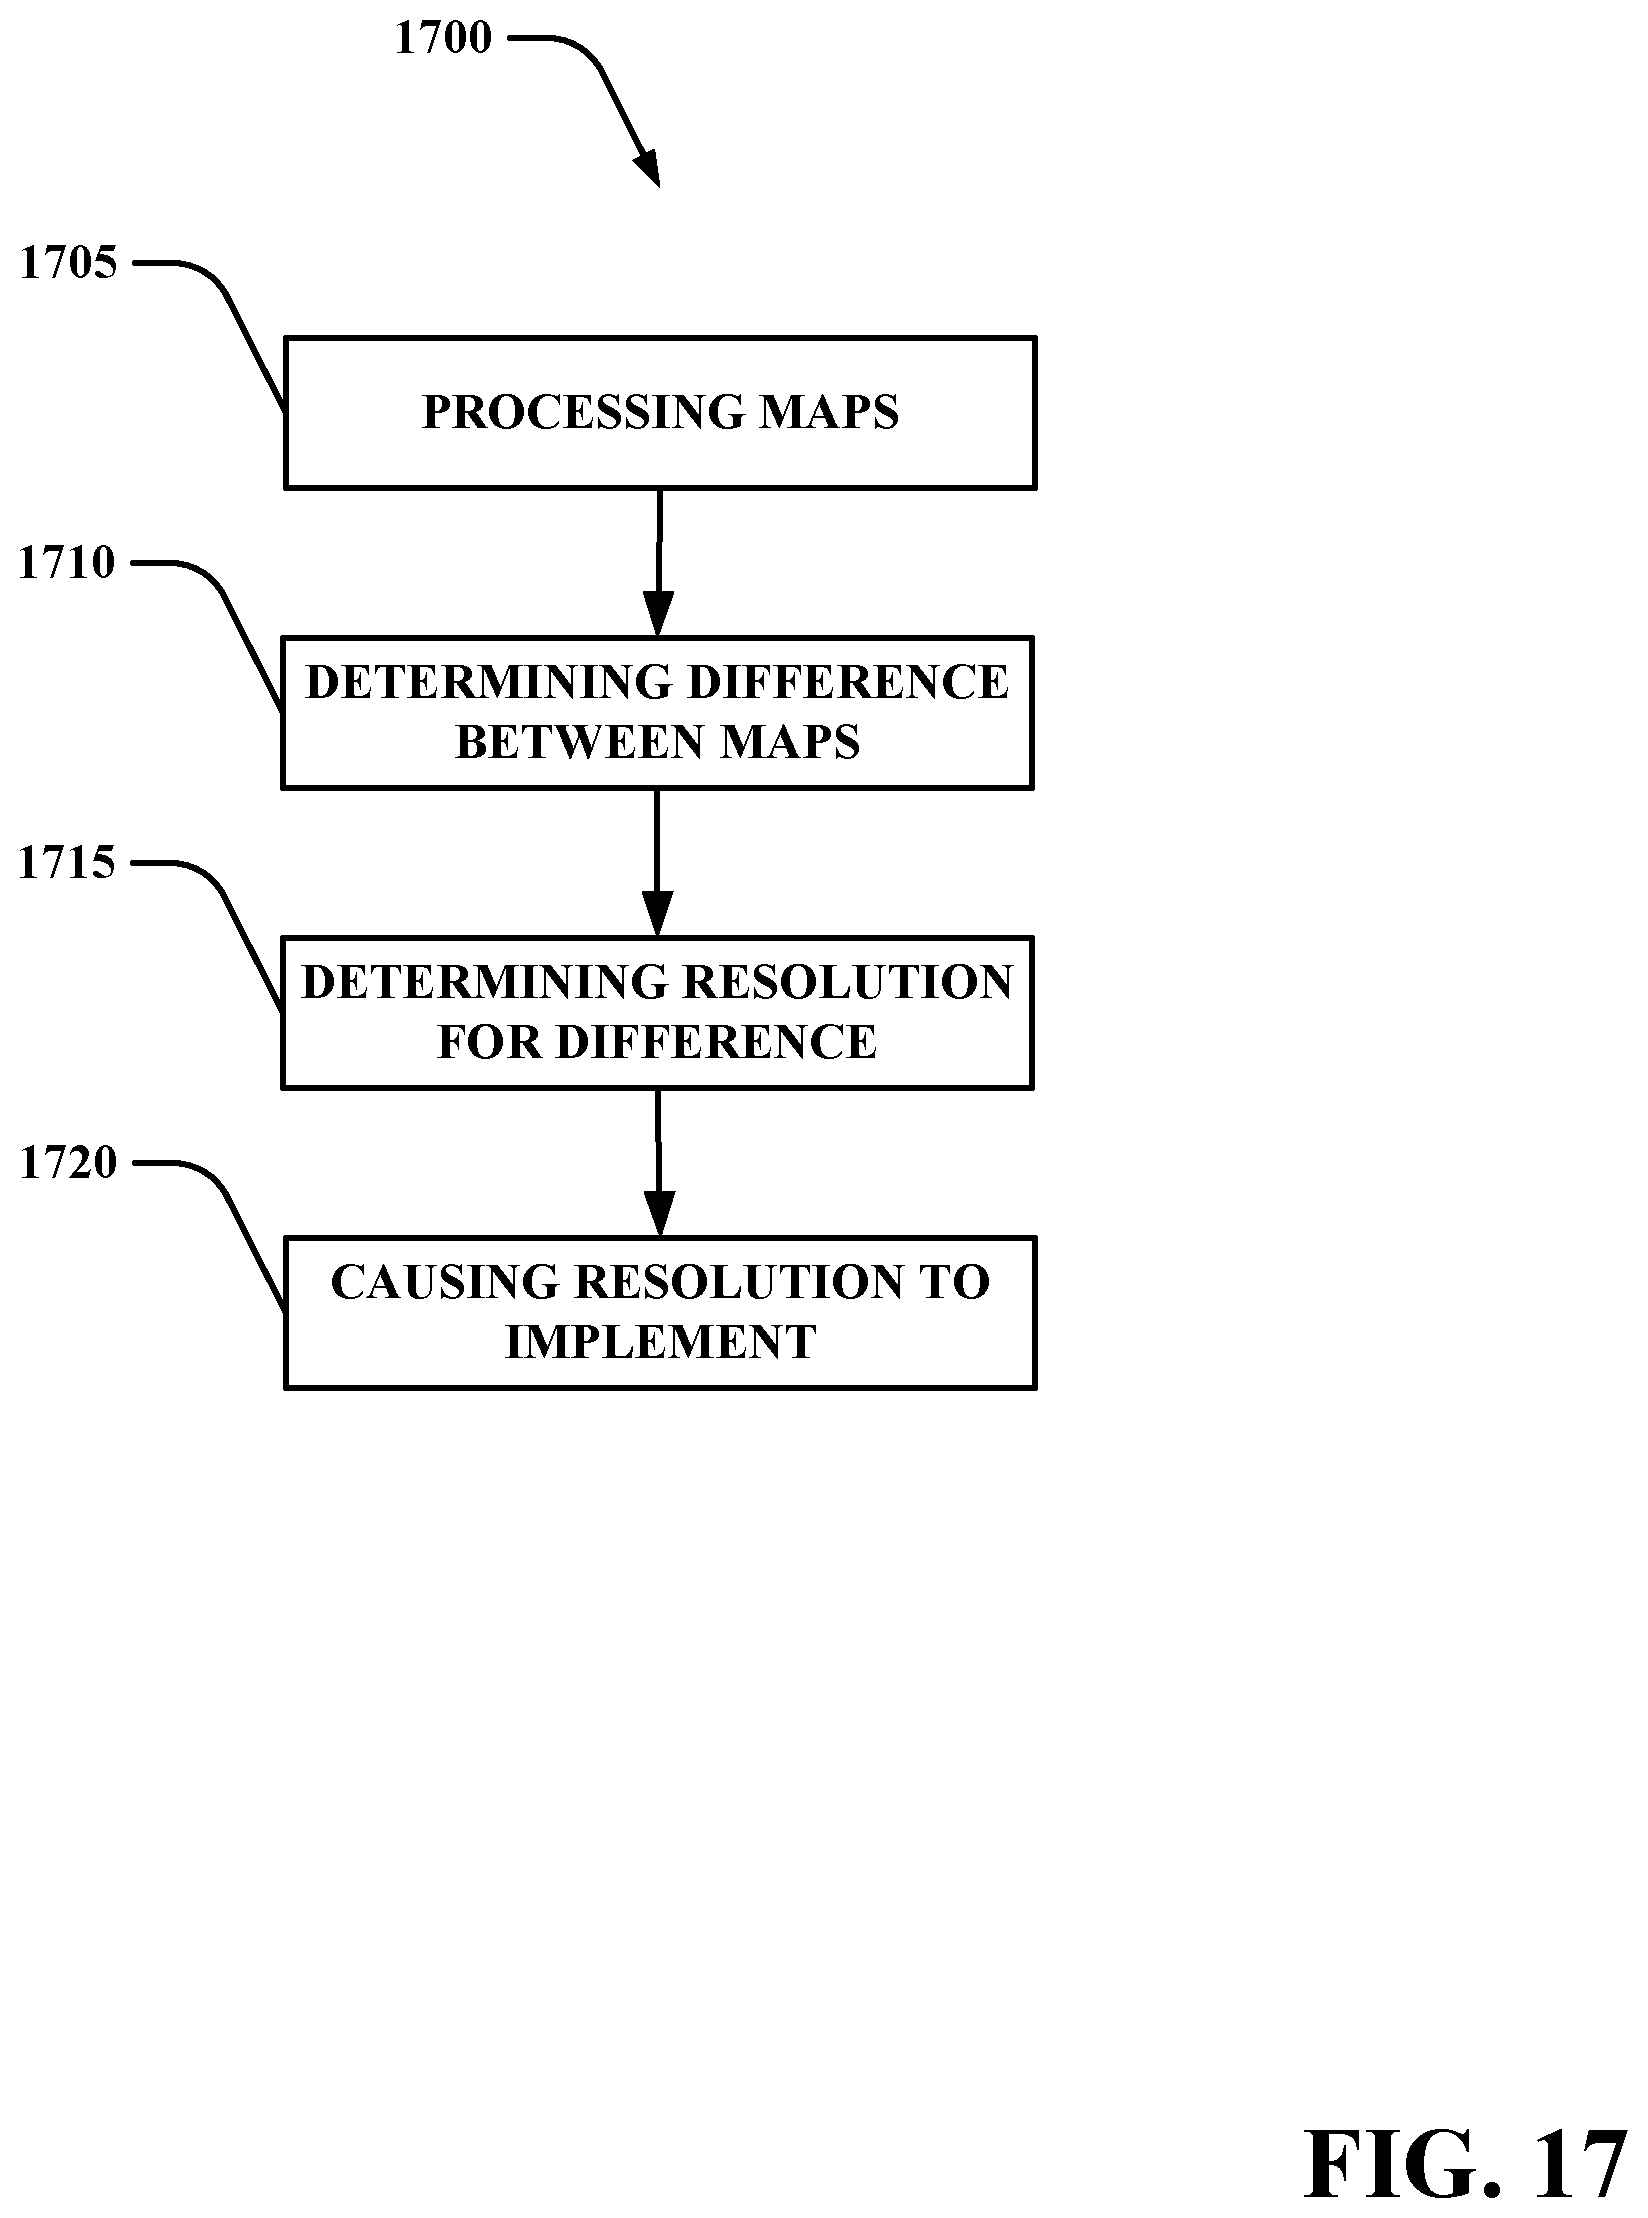 1700
1705
PROCESSING MAPS
1710
DETERMINING DIFFERENCE
BETWEEN MAPS
1715
DETERMINING RESOLUTION
FOR DIFFERENCE
1720
CAUSING RESOLUTION TO
IMPLEMENT
FIG. 17